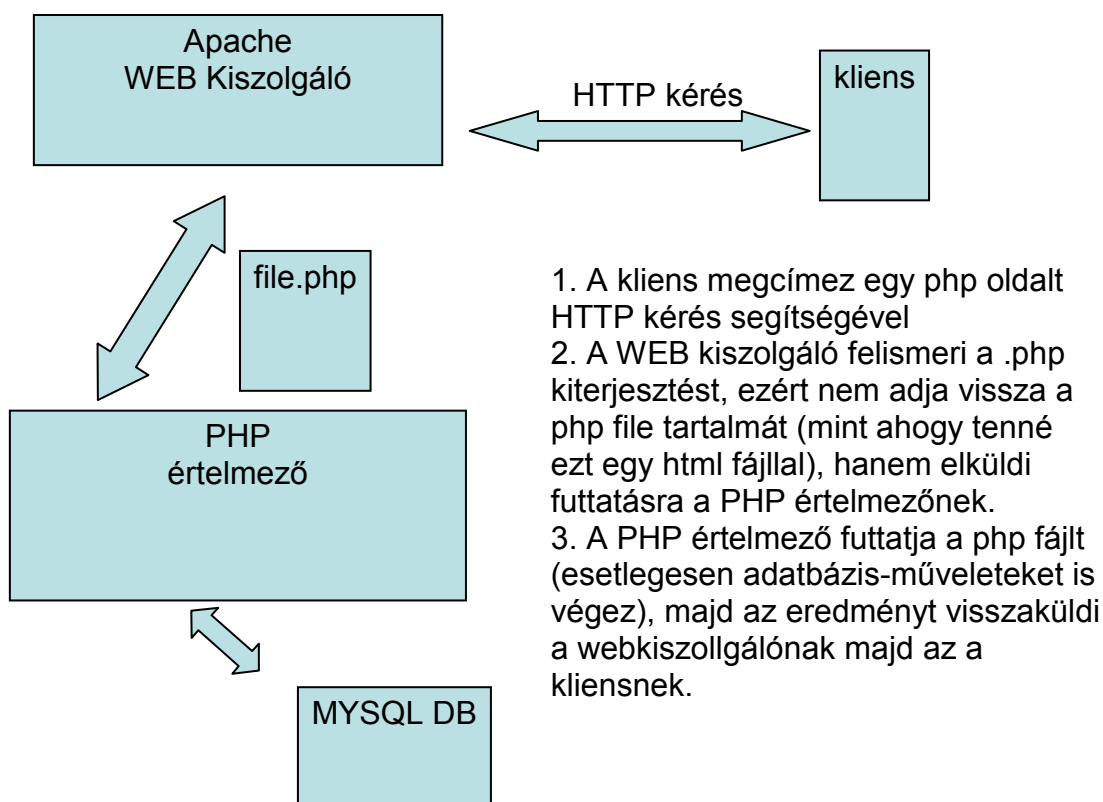 Apache
WEB Kiszolgáló
HTTP kérés
kliens
file.php
PHP
értelmező
MYSQL DB
1. A kliens megcímez egy php oldalt
HTTP kérés segítségével
2. A WEB kiszolgáló felismeri a .php
kiterjesztést, ezért nem adja vissza a
php file tartalmát (mint ahogy tenné
ezt egy html fájllal), hanem elküldi
futtatásra a PHP értelmezőnek.
3. A PHP értelmező futtatja a php fájlt
(esetlegesen adatbázis-műveleteket is
végez), majd az eredményt visszaküldi
a webkiszollgálónak majd az a
kliensnek.